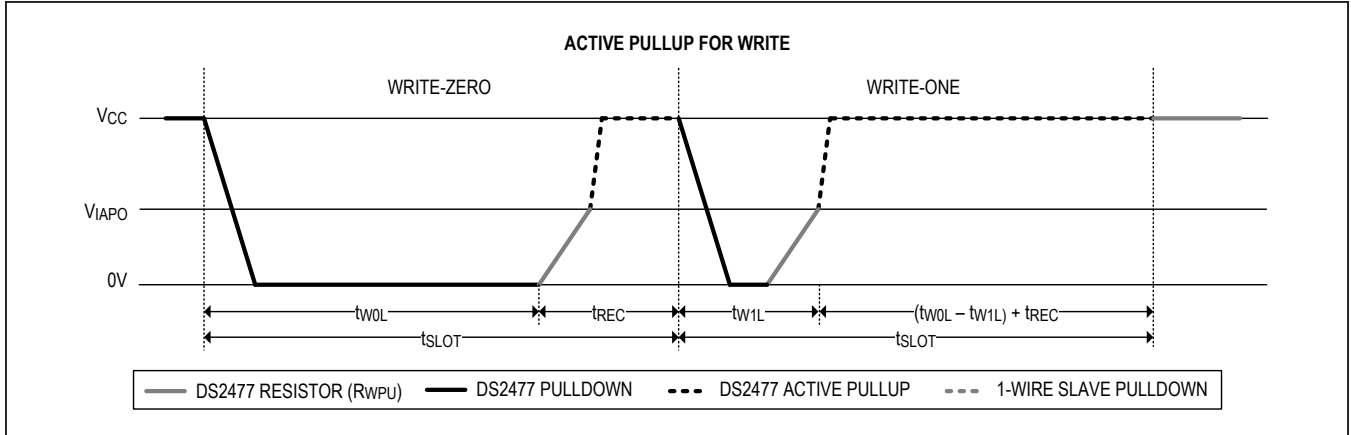 ACTIVE PULLUP FOR WRITE
WRITE-ZERO WRITE-ONE
VCC
VIAPO
0V
tW0L tREC tW1L (tW0L – tW1L) + tREC
tSLOT tSLOT
DS2477 RESISTOR (RWPU) DS2477 PULLDOWN DS2477 ACTIVE PULLUP 1-WIRE SLAVE PULLDOWN